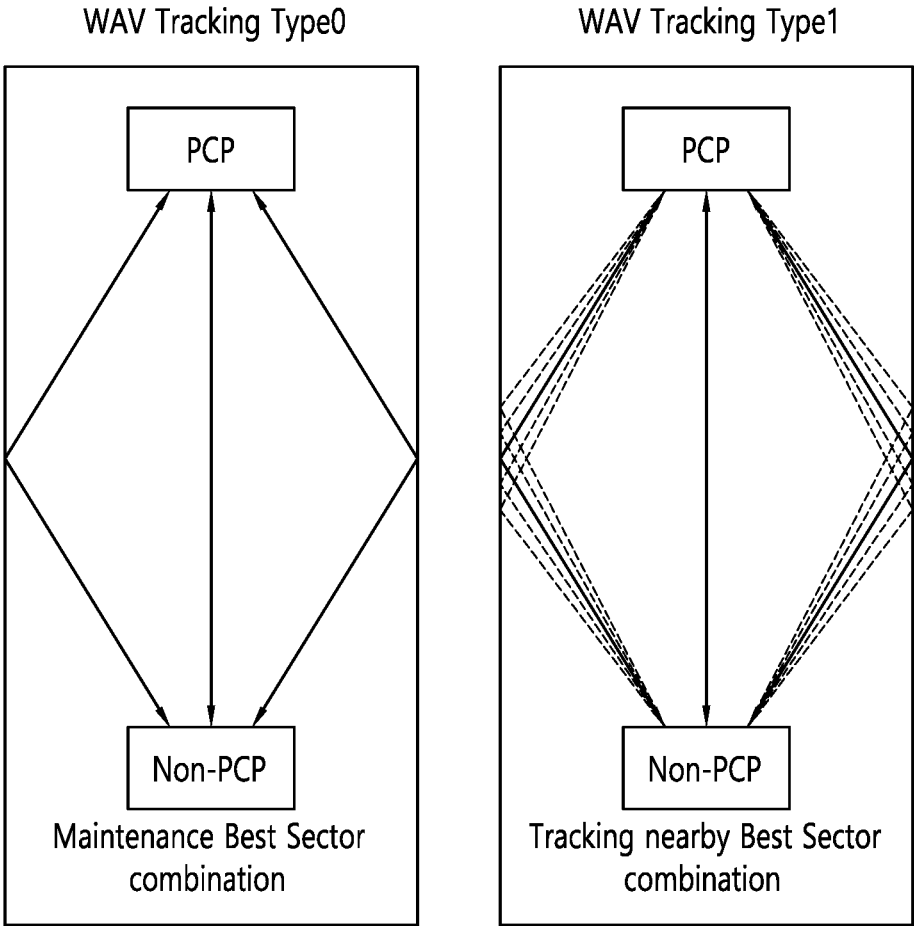 WAV Tracking Type0
PCP
Non-PCP
Maintenance Best Sector
combination
WAV Tracking Type1
PCP
Non-PCP
Tracking nearby Best Sector
combination